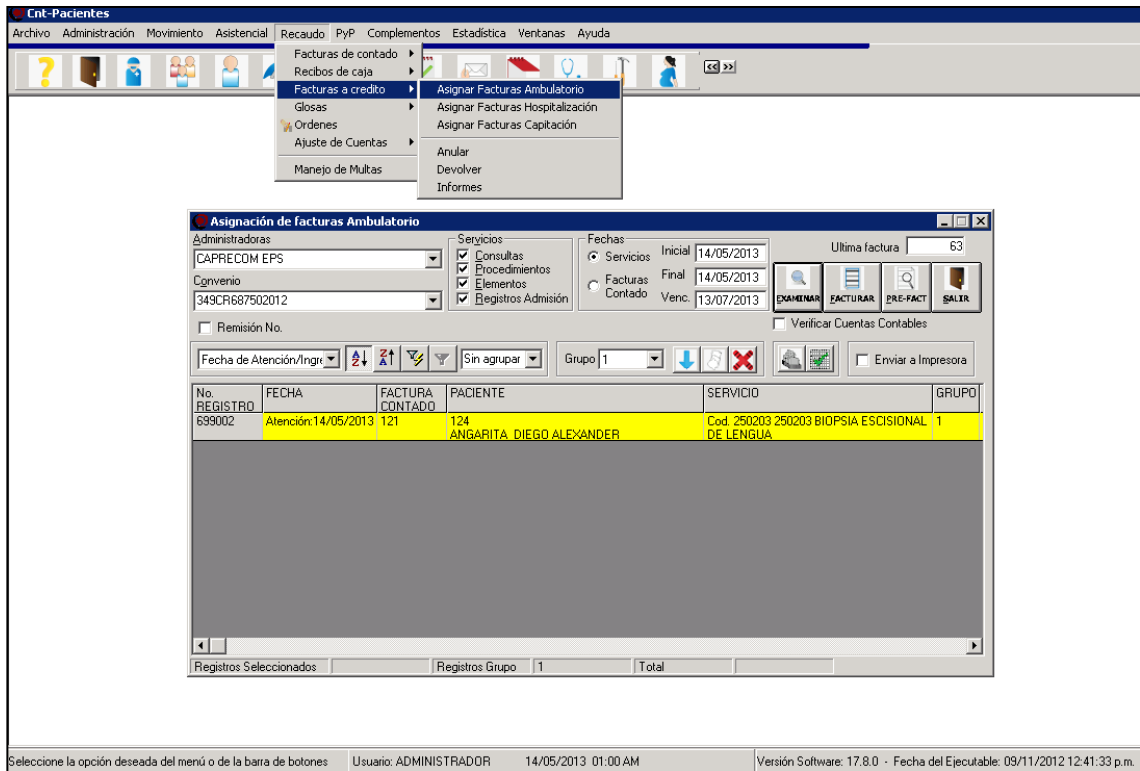 Cnt-Pacientes
Archivo Administración Movimiento Asistencial Recaudo PyP Complementos Estadística Ventanas Ayuda
Facturas de contado
Recibos de caja
Facturas a credito
Glosas
Ordenes
Ajuste de Cuentas
Manejo de Multas
Asignar Facturas Ambulatorio
Asignar Facturas Hospitalización
Asignar Facturas Capitación
Anular
Devolver
Informes
Asignación de facturas Ambulatorio
Administradoras
CAPRECOM EPS
Convenio
349CR687502012
Remisión No.
Servicios
Consultas
Procedimientos
Elementos
Registros Admisión
Fechas
Servicios
Facturas
Contado
Inicial 14/05/2013
Final 14/05/2013
Venc. 13/07/2013
Ultima factura 63
EXAMINAR FACTURAR PRE-FACT SALIR
Verificar Cuentas Contables
Fecha de Atención/Ingre Sin agrupar Grupo 1 Enviar a Impresora
No. REGISTRO FECHA FACTURA CONTADO PACIENTE SERVICIO GRUPO
699002 Atención:14/05/2013 121 124 Cod. 250203 250203 BIOPSIA ESCISIONAL 1
ANGARITA DIEGO ALEXANDER DE LENGUA
Registros Seleccionados Registros Grupo 1 Total
Seleccione la opción deseada del menú o de la barra de botones Usuario: ADMINISTRADOR 14/05/2013 01:00 AM Versión Software: 17.8.0 - Fecha del Ejecutable: 09/11/2012 12:41:33 p.m.